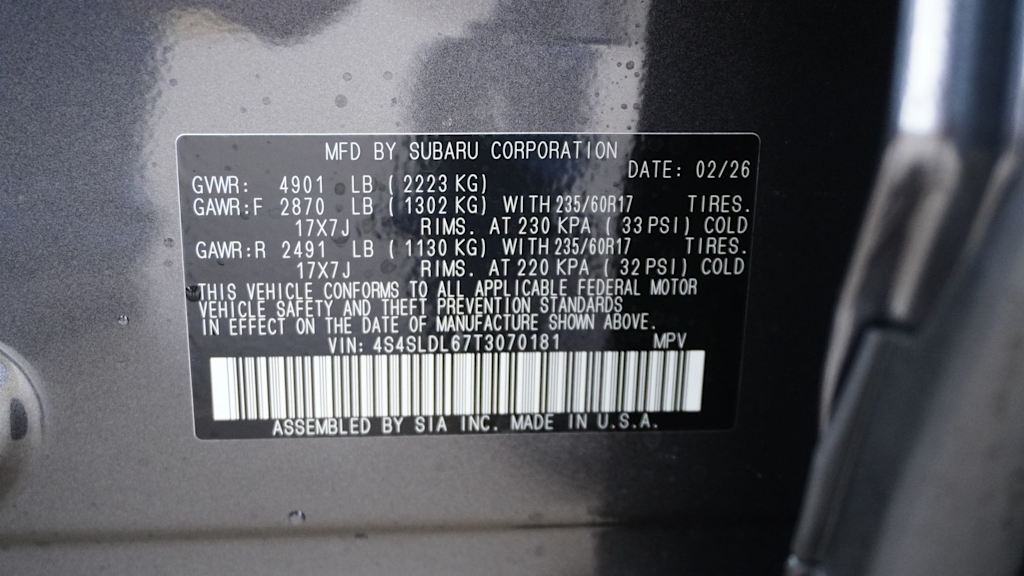 MFD BY SUBARU CORPORATION
DATE: 02/26
GVWR: 4901 LB ( 2223 KG)
GAWR:F 2870 LB ( 1302 KG) WITH 235/60R17 TIRES.
17X7J RIMS. AT 230 KPA ( 33 PSI) COLD
GAWR:R 2491 LB ( 1130 KG) WITH 235/60R17 TIRES.
17X7J RIMS. AT 220 KPA ( 32 PSI) COLD
THIS VEHICLE CONFORMS TO ALL APPLICABLE FEDERAL MOTOR
VEHICLE SAFETY AND THEFT PREVENTION STANDARDS
IN EFFECT ON THE DATE OF MANUFACTURE SHOWN ABOVE.
VIN: 4S4SLDL67T3070181 MPV
ASSEMBLED BY SIA INC. MADE IN U.S.A.